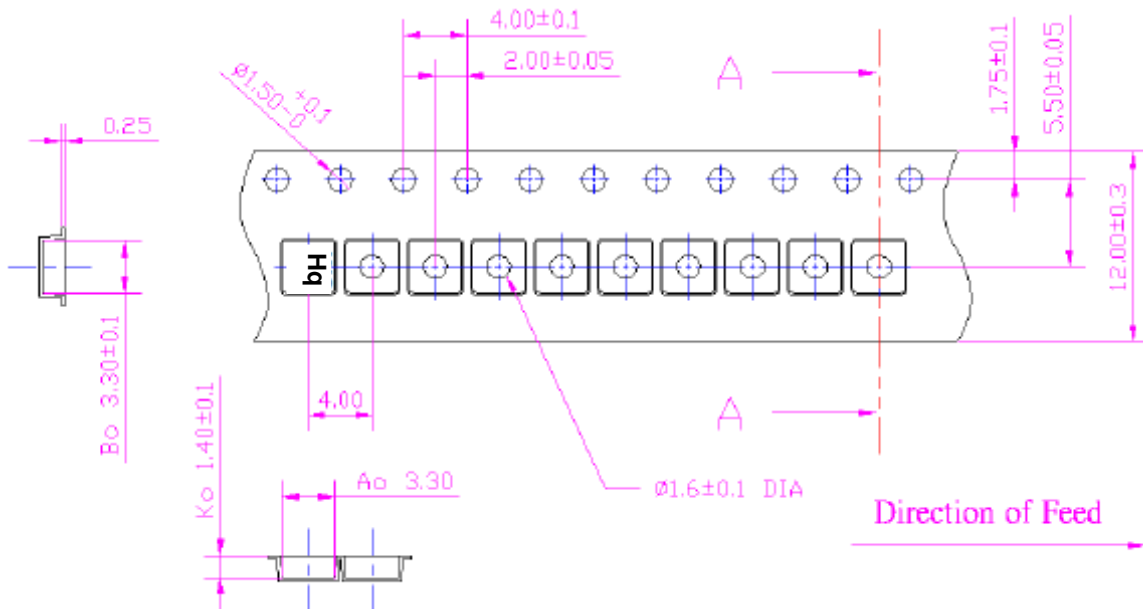 4.00±0.1
2.00±0.05
A
1.75±0.1
5.50±0.05
ø1.50 +0.1 -0
0.25
12.00±0.3
Hq
Bo 3.30±0.1
4.00
A
Ko 1.40±0.1
Ao 3.30
Ø1.6±0.1 DIA
Direction of Feed